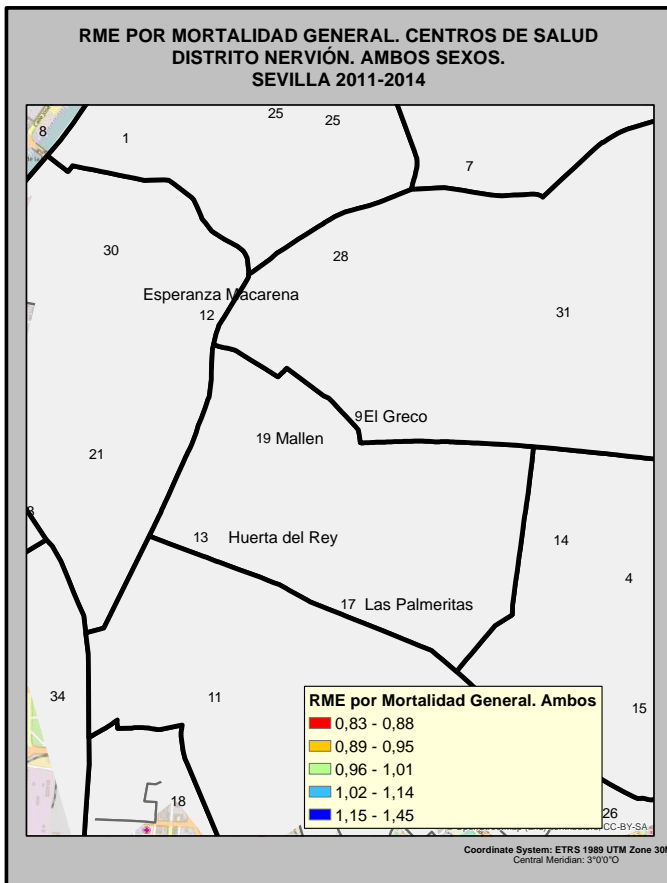 RME POR MORTALIDAD GENERAL. CENTROS DE SALUD
DISTRITO NERVIÓN. AMBOS SEXOS.
SEVILLA 2011-2014
8
1
25
25
7
30
28
Esperanza Macarena
12
31
9 El Greco
19 Mallen
21
13 Huerta del Rey
14
4
17 Las Palmeritas
34
11
15
18
26
RME por Mortalidad General. Ambos
0,83 - 0,88
0,89 - 0,95
0,96 - 1,01
1,02 - 1,14
1,15 - 1,45
CC-BY-SA
Coordinate System: ETRS 1989 UTM Zone 30N
Central Meridian: 3°0'0"O